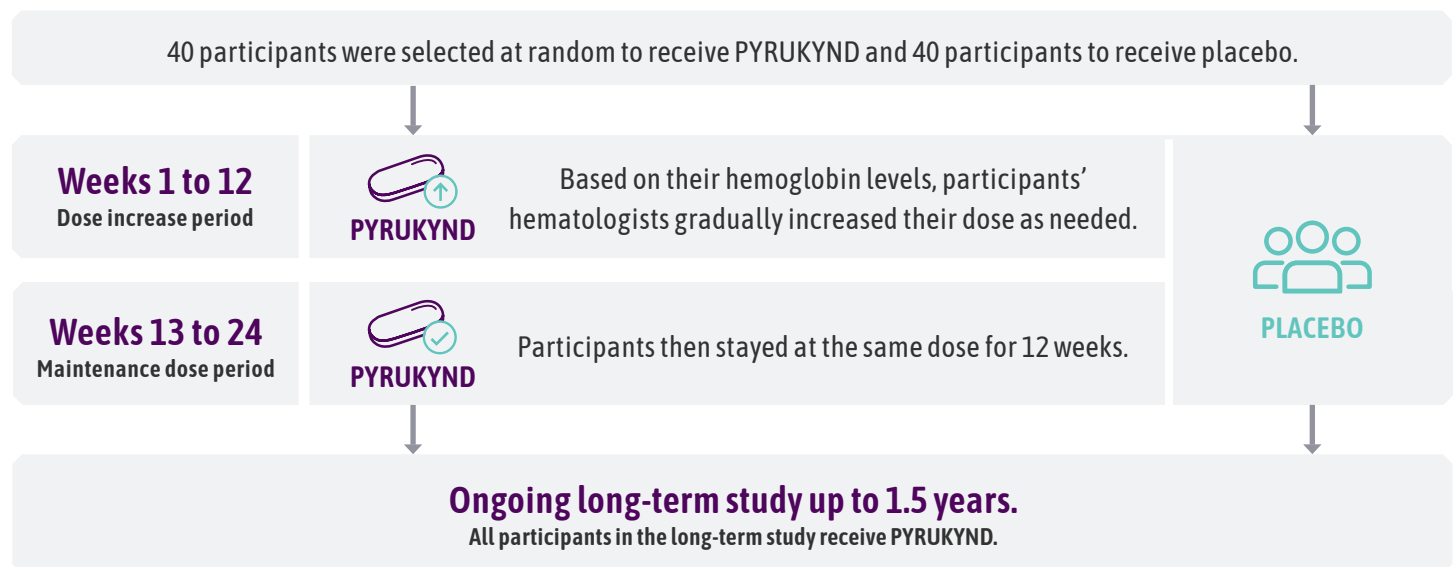 40 participants were selected at random to receive PYRUKYND and 40 participants to receive placebo.
Weeks 1 to 12
Dose increase period
PYRUKYND
Based on their hemoglobin levels, participants’
hematologists gradually increased their dose as needed.
Weeks 13 to 24
Maintenance dose period
PYRUKYND
Participants then stayed at the same dose for 12 weeks.
PLACEBO
Ongoing long-term study up to 1.5 years.
All participants in the long-term study receive PYRUKYND.